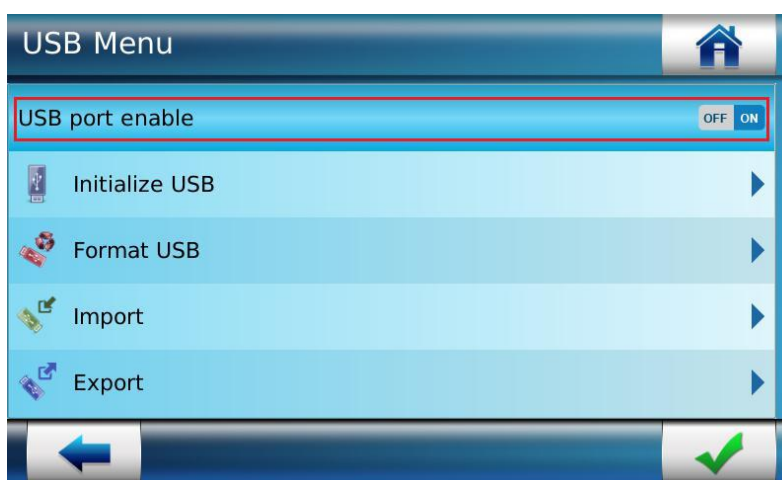 USB Menu
USB port enable
OFF ON
Initialize USB
Format USB
Import
Export